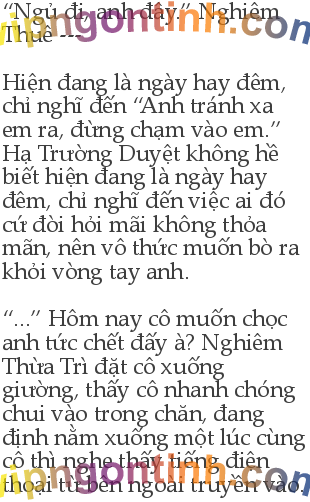 “Ngủ đi, anh đây.” Nghiêm
Thuê ---
Hiện đang là ngày hay đêm,
chỉ nghĩ đến “Anh tránh xa
em ra, đừng chạm vào em.”
Hạ Trường Duyệt không hề
biết hiện đang là ngày hay
đêm, chỉ nghĩ đến việc ai đó
cứ đòi hỏi mãi không thỏa
mãn, nên vô thức muốn bò ra
khỏi vòng tay anh.
“...” Hôm nay cô muốn chọc
anh tức chết đấy à? Nghiêm
Thừa Trì đặt cô xuống
giường, thấy cô nhanh chóng
chui vào trong chăn, đang
định nằm xuống một lúc cùng
cô thì nghe thấy tiếng điện
thoại từ bên ngoài truyền vào.
vipngontinh.com
vipngontinh.com